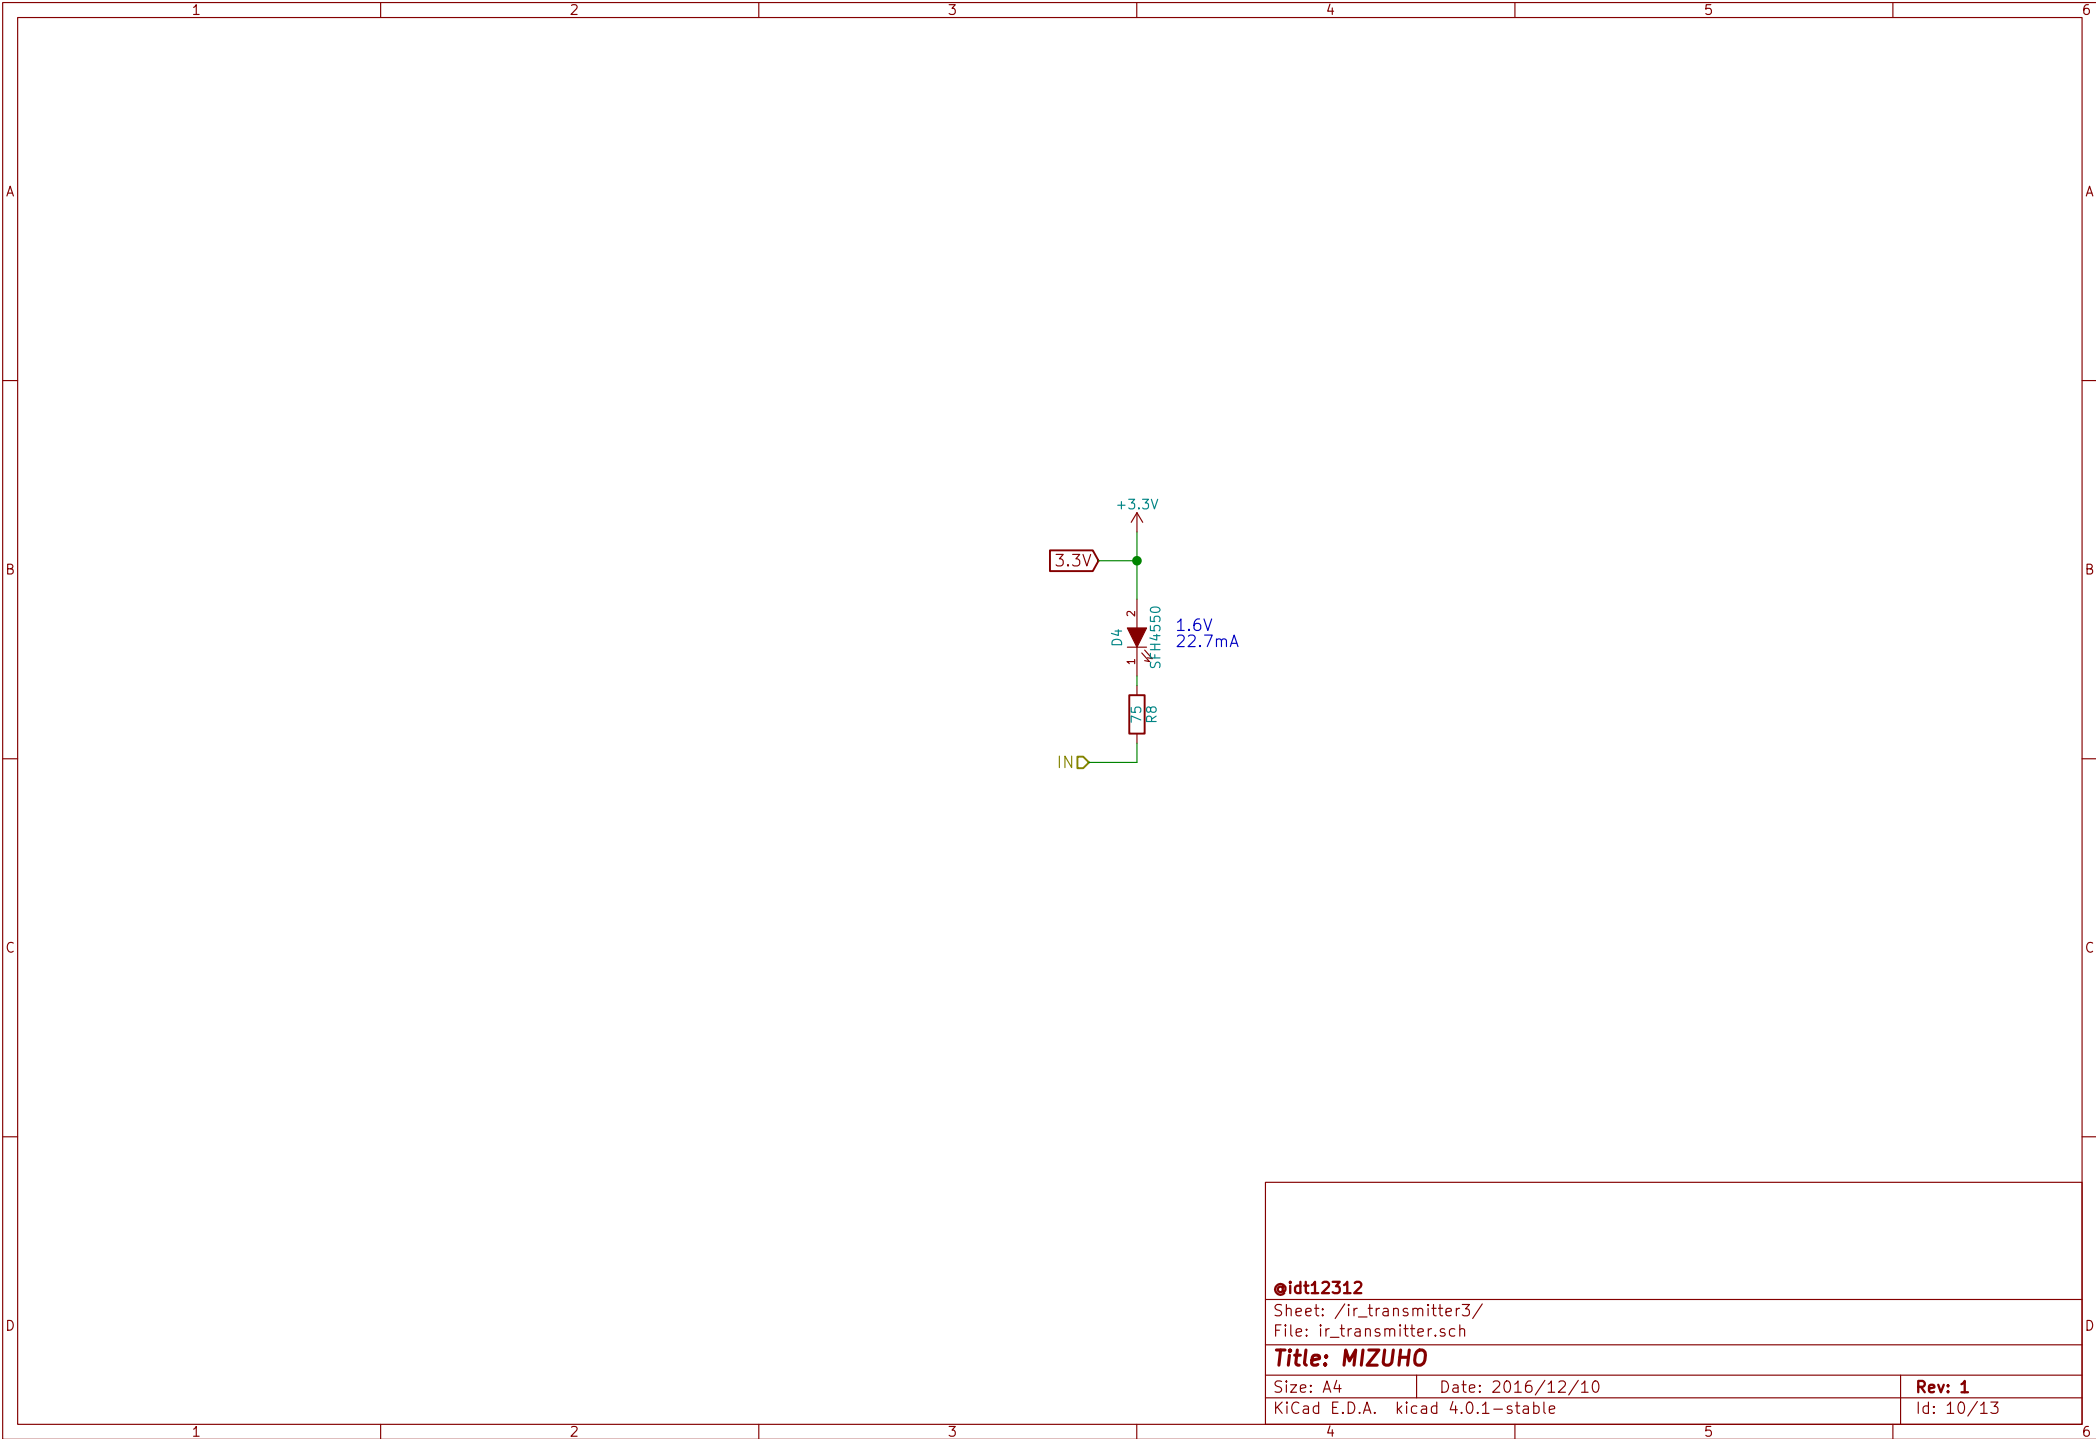 1 2 3 4 5 6
A A
+3.3V
3.3V
B B
2
D4
SFH4550
1.6V
22.7mA
1
75
R8
IN
C C
@idt12312
Sheet: /ir_transmitter3/
File: ir_transmitter.sch
D D
Title: MIZUHO
Size: A4 Date: 2016/12/10 Rev: 1
KiCad E.D.A. kicad 4.0.1-stable Id: 10/13
1 2 3 4 5 6